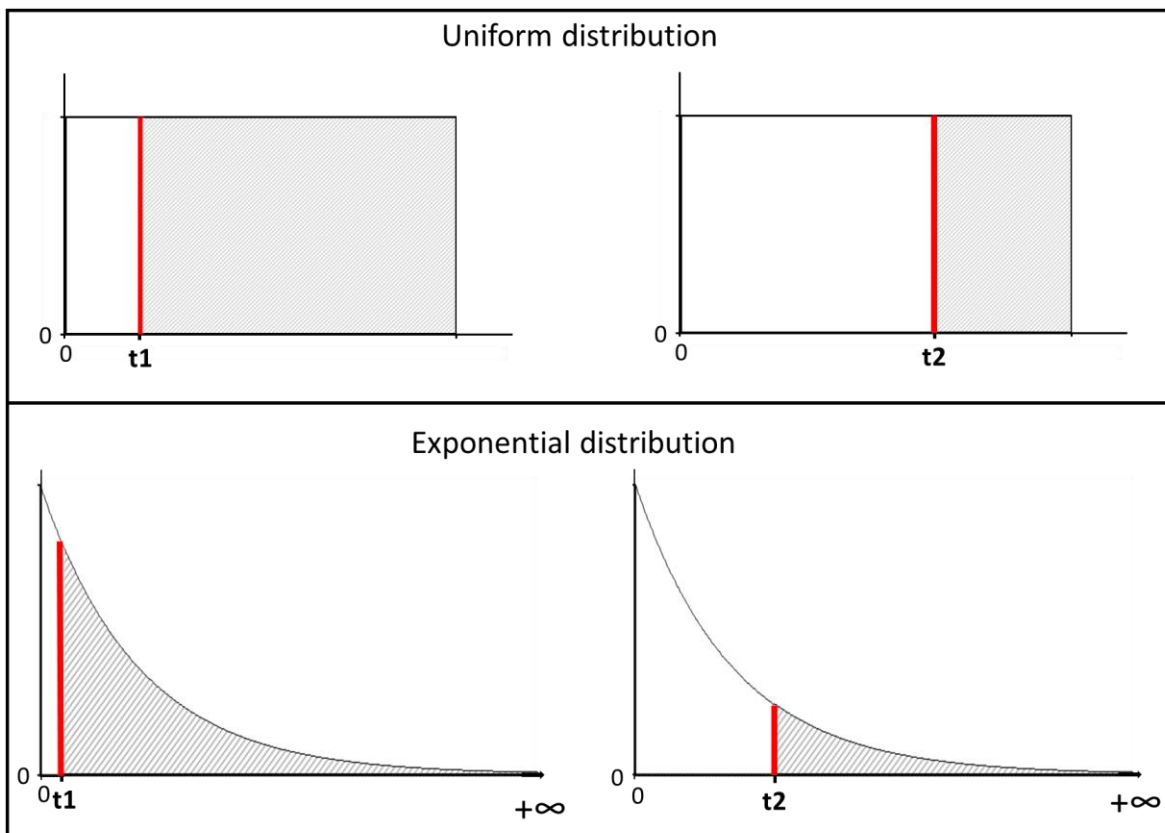 Uniform distribution
0
0
t1
0
0
t2
Exponential distribution
0
0
t1
+∞
0
0
t2
+∞